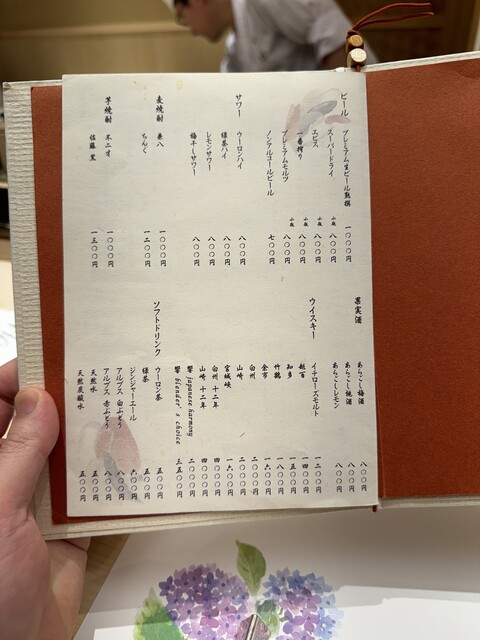 ビール
プレミアム生ビール熟撰 一〇〇〇円
スーパードライ 小瓶 八〇〇円
エビス 小瓶 八〇〇円
一番搾り 小瓶 八〇〇円
プレミアムモルツ 小瓶 八〇〇円
ノンアルコールビール 七〇〇円
サワー
ウーロンハイ 八〇〇円
緑茶ハイ 八〇〇円
レモンサワー 八〇〇円
梅干しサワー 八〇〇円
麦焼酎
兼八 一〇〇〇円
ちんぐ 一二〇〇円
芋焼酎
不二才 一〇〇〇円
佐藤 黒 一三〇〇円
果実酒
あらごし梅酒 八〇〇円
あらごし桃酒 八〇〇円
あらごしレモン 八〇〇円
ウイスキー
イチローズモルト 一二〇〇円
越百 一四〇〇円
知多 一五〇〇円
竹鶴 一八〇〇円
余市 一六〇〇円
白州 二〇〇〇円
山崎 二〇〇〇円
宮城峡 一六〇〇円
白州 十二年 四〇〇〇円
山崎 十二年 四〇〇〇円
響 japanese harmony 二〇〇〇円
響 blender's choice 三五〇〇円
ソフトドリンク
ウーロン茶 五〇〇円
緑茶 五〇〇円
ジンジャーエール 六〇〇円
アルプス 白ぶどう 八〇〇円
アルプス 赤ぶどう 八〇〇円
天然水 五〇〇円
天然炭酸水 五〇〇円